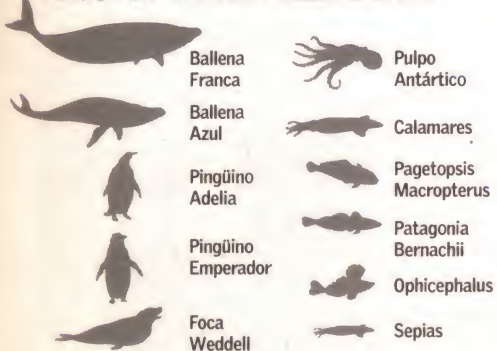 Ballena
Franca
Ballena
Azul
Pingüino
Adelia
Pingüino
Emperador
Foca
Weddell
Pulpo
Antártico
Calamares
Pagetopsis
Macropterus
Patagonia
Bernachii
Ophicephalus
Sepias